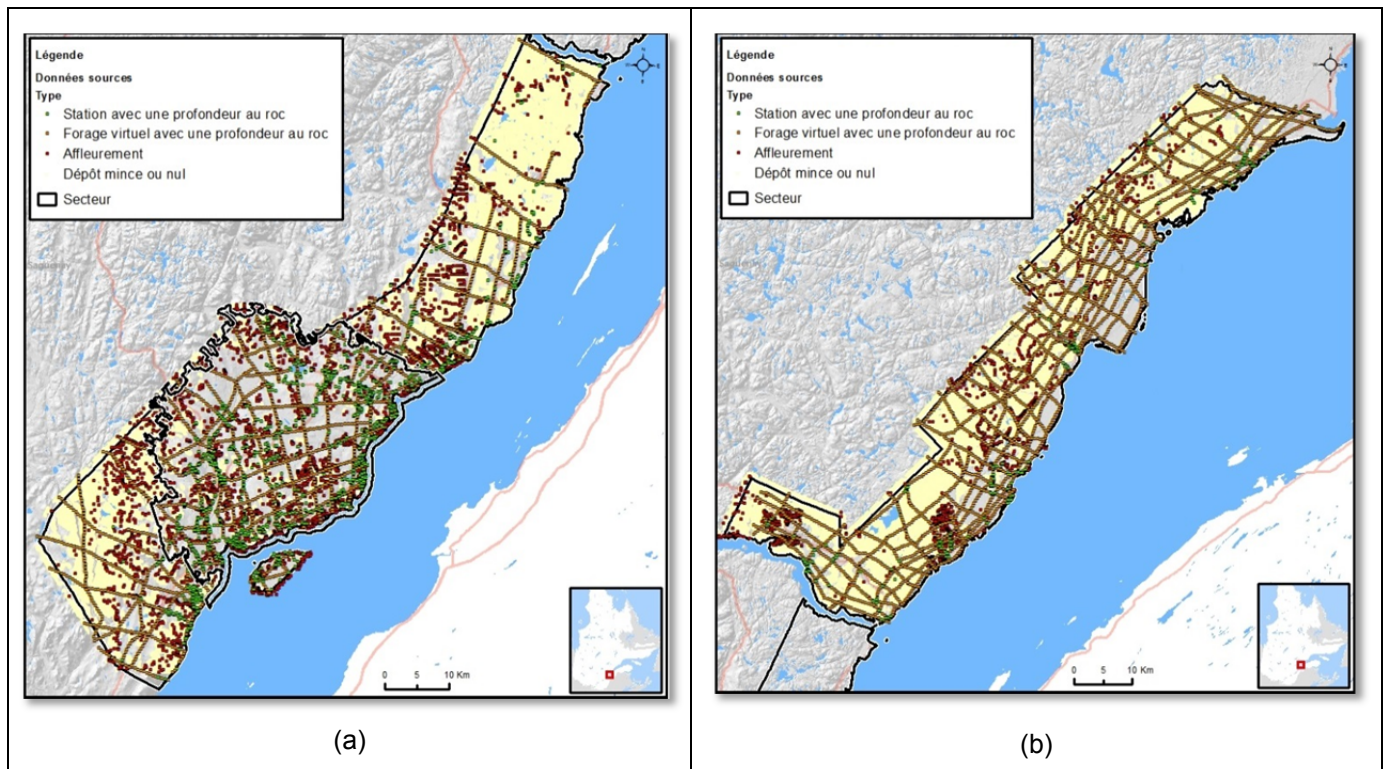 Légende
Données sources
Type
Station avec une profondeur au roc
Forage virtuel avec une profondeur au roc
Affleurement
Dépôt mince ou nul
Secteur
0 5 10 Km
(a)
Légende
Données sources
Type
Station avec une profondeur au roc
Forage virtuel avec une profondeur au roc
Affleurement
Dépôt mince ou nul
Secteur
0 5 10 Km
(b)